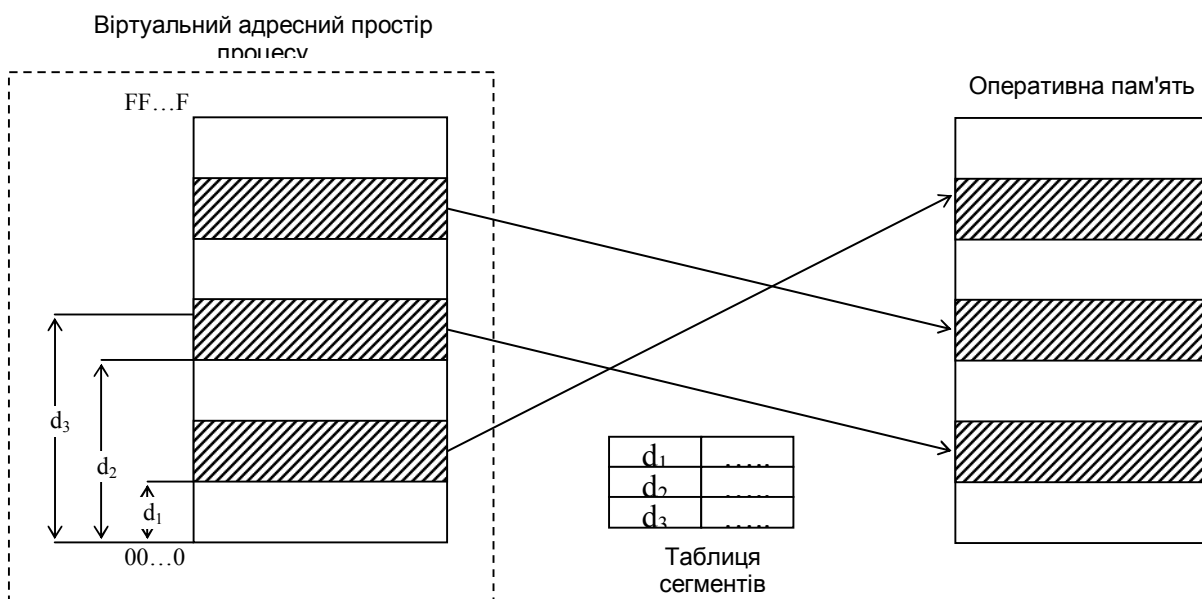 Віртуальний адресний простір
процесу
FF...F
Оперативна пам'ять
d3
d2
d1
00...0
d1 .....
d2 .....
d3 .....
Таблиця
сегментів